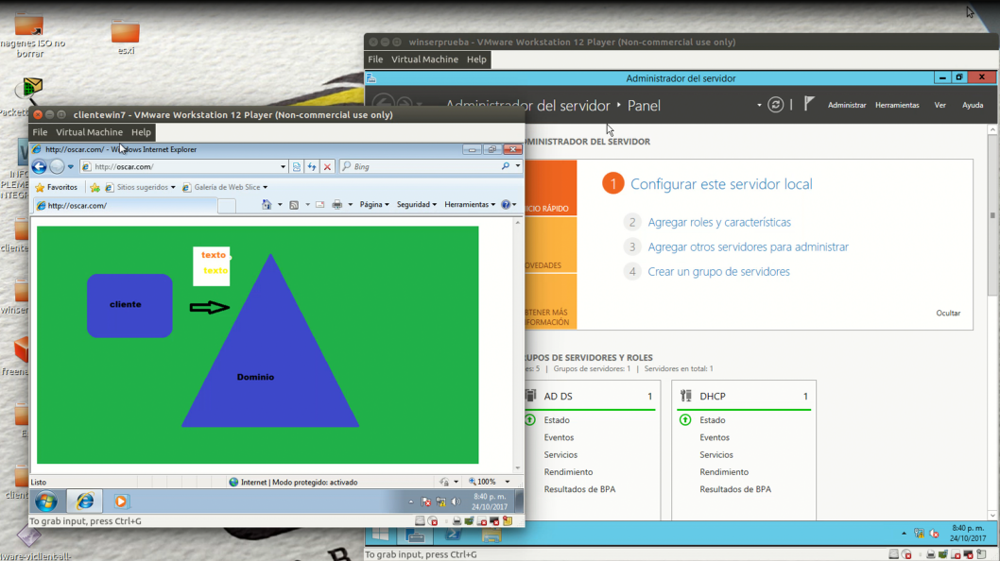 nagenes ISO no
borrar
esxi
winserprueba - VMware Workstation 12 Player (Non-commercial use only)
File Virtual Machine Help
Administrador del servidor
Administrador del servidor Panel
Administrar Herramientas Ver Ayuda
DMINISTRADOR DEL SERVIDOR
ICIO RÁPIDO
OVEDADES
BTENER MÁS
FORMACIÓN
1 Configurar este servidor local
2 Agregar roles y características
3 Agregar otros servidores para administrar
4 Crear un grupo de servidores
Ocultar
RUPOS DE SERVIDORES Y ROLES
es: 5 | Grupos de servidores: 1 | Servidores en total: 1
AD DS 1
Estado
Eventos
Servicios
Rendimiento
Resultados de BPA
DHCP 1
Estado
Eventos
Servicios
Rendimiento
Resultados de BPA
8:40 p. m.
24/10/2017
To grab input, press Ctrl+G
clientewin7 - VMware Workstation 12 Player (Non-commercial use only)
File Virtual Machine Help
http://oscar.com/ - Windows Internet Explorer
http://oscar.com/
Bing
Favoritos Sitios sugeridos Galería de Web Slice
http://oscar.com/
Página Seguridad Herramientas
texto
texto
cliente
Dominio
Listo
Internet | Modo protegido: activado
100%
8:40 p. m.
24/10/2017
To grab input, press Ctrl+G
Packett
INFO
PLEME
NTEGR
cliente
winser
freene
E
client
mware-viclient-all-